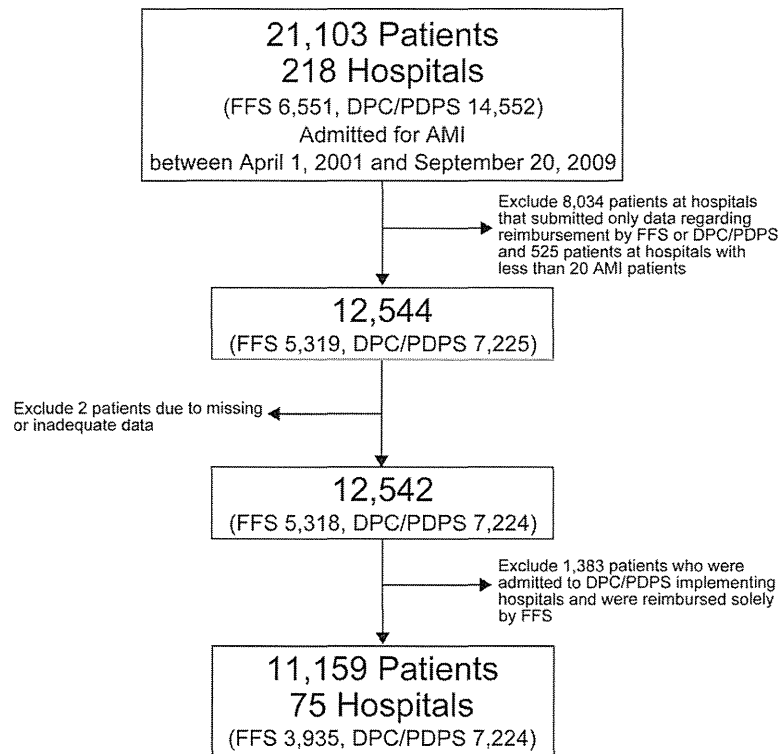 21,103 Patients
218 Hospitals
(FFS 6,551, DPC/PDPS 14,552)
Admitted for AMI
between April 1, 2001 and September 20, 2009
Exclude 8,034 patients at hospitals
that submitted only data regarding
reimbursement by FFS or DPC/PDPS
and 525 patients at hospitals with
less than 20 AMI patients
12,544
(FFS 5,319, DPC/PDPS 7,225)
Exclude 2 patients due to missing
or inadequate data
12,542
(FFS 5,318, DPC/PDPS 7,224)
Exclude 1,383 patients who were
admitted to DPC/PDPS implementing
hospitals and were reimbursed solely
by FFS
11,159 Patients
75 Hospitals
(FFS 3,935, DPC/PDPS 7,224)